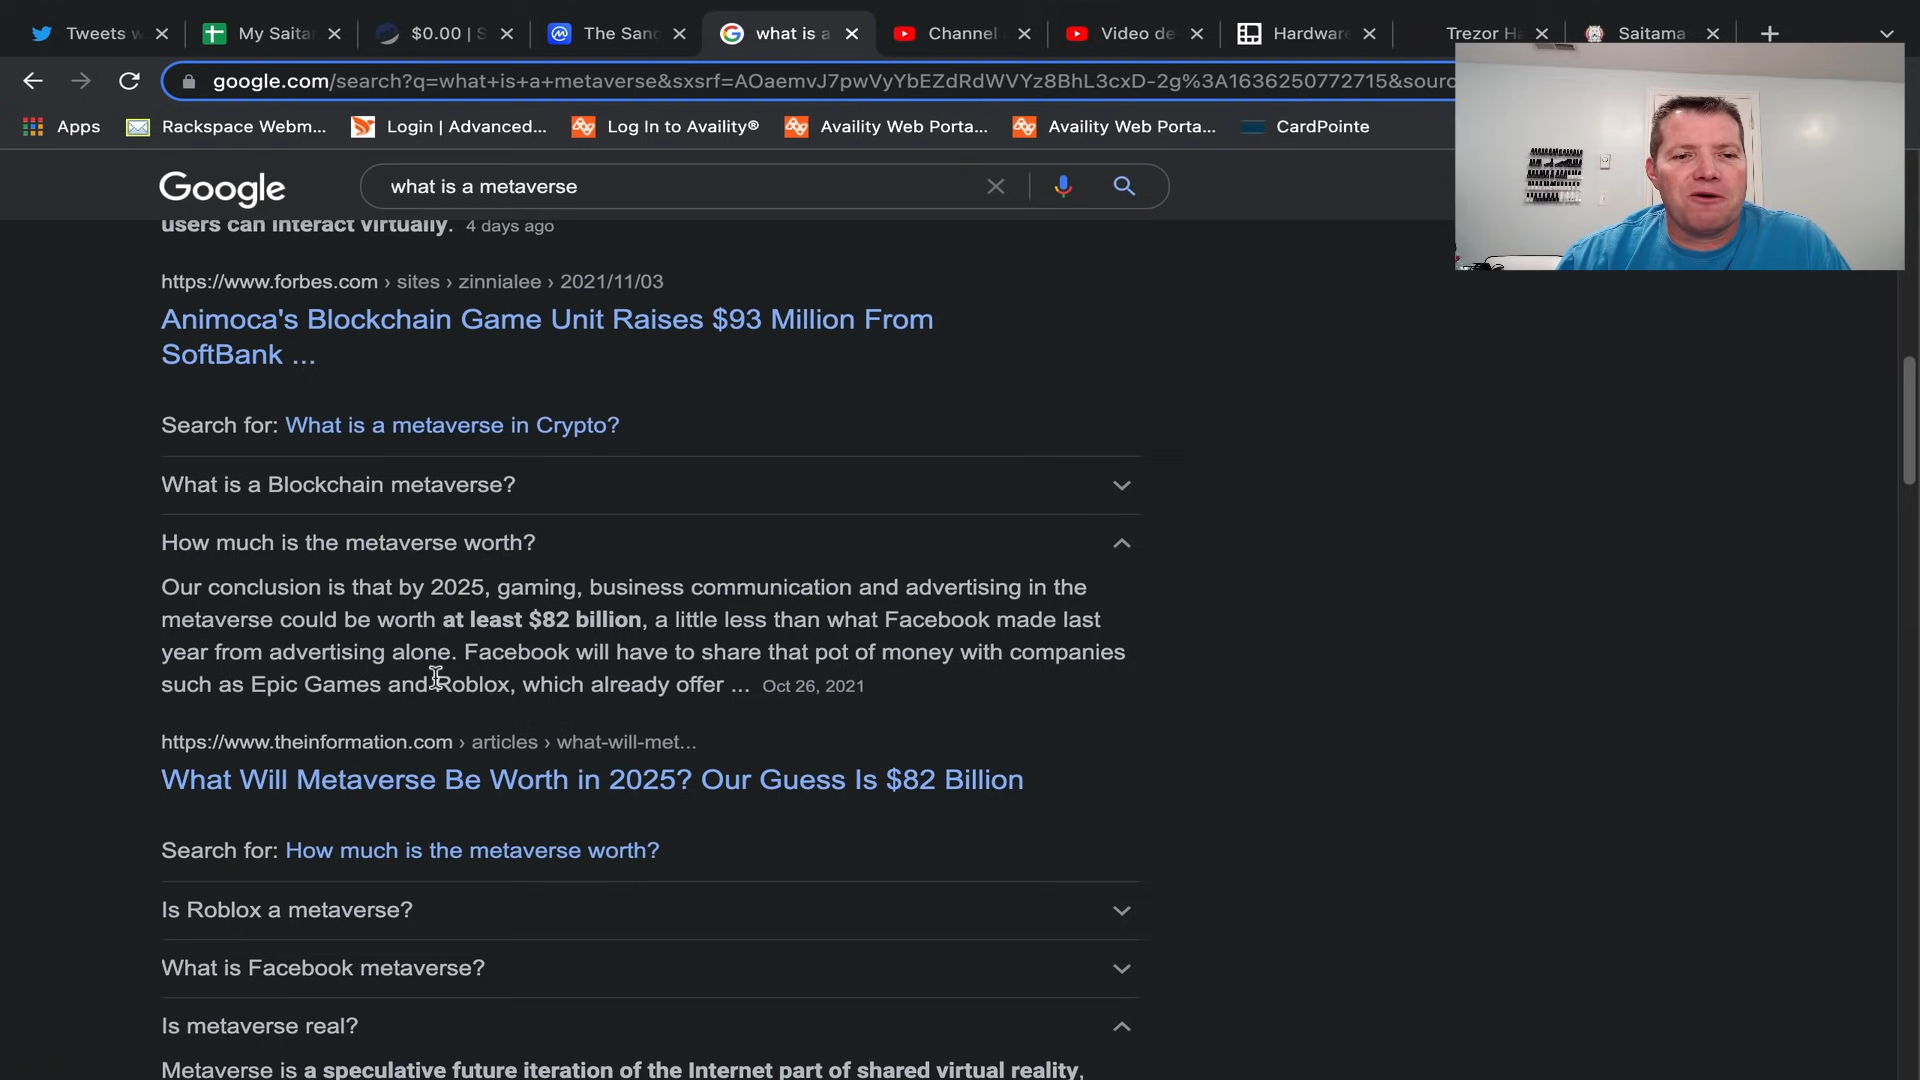 Tweets w
My Saita
$0.00 | S
The Sand
what is a
Channel
Video de
Hardware
Trezor Ha
Saitama
google.com/search?q=what+is+a+metaverse&sxsrf=AOaemvJ7pwVyYbEZdRdWVYz8BhL3cxD-2g%3A1636250772715&sourc
Apps
Rackspace Webm...
Login | Advanced...
Log In to Availity®
Availity Web Porta...
Availity Web Porta...
CardPointe
Google
what is a metaverse
users can interact virtually. 4 days ago
https://www.forbes.com › sites › zinnialee › 2021/11/03
Animoca's Blockchain Game Unit Raises $93 Million From
SoftBank ...
Search for: What is a metaverse in Crypto?
What is a Blockchain metaverse?
How much is the metaverse worth?
Our conclusion is that by 2025, gaming, business communication and advertising in the
metaverse could be worth at least $82 billion, a little less than what Facebook made last
year from advertising alone. Facebook will have to share that pot of money with companies
such as Epic Games and Roblox, which already offer ... Oct 26, 2021
https://www.theinformation.com › articles › what-will-met...
What Will Metaverse Be Worth in 2025? Our Guess Is $82 Billion
Search for: How much is the metaverse worth?
Is Roblox a metaverse?
What is Facebook metaverse?
Is metaverse real?
Metaverse is a speculative future iteration of the Internet part of shared virtual reality,